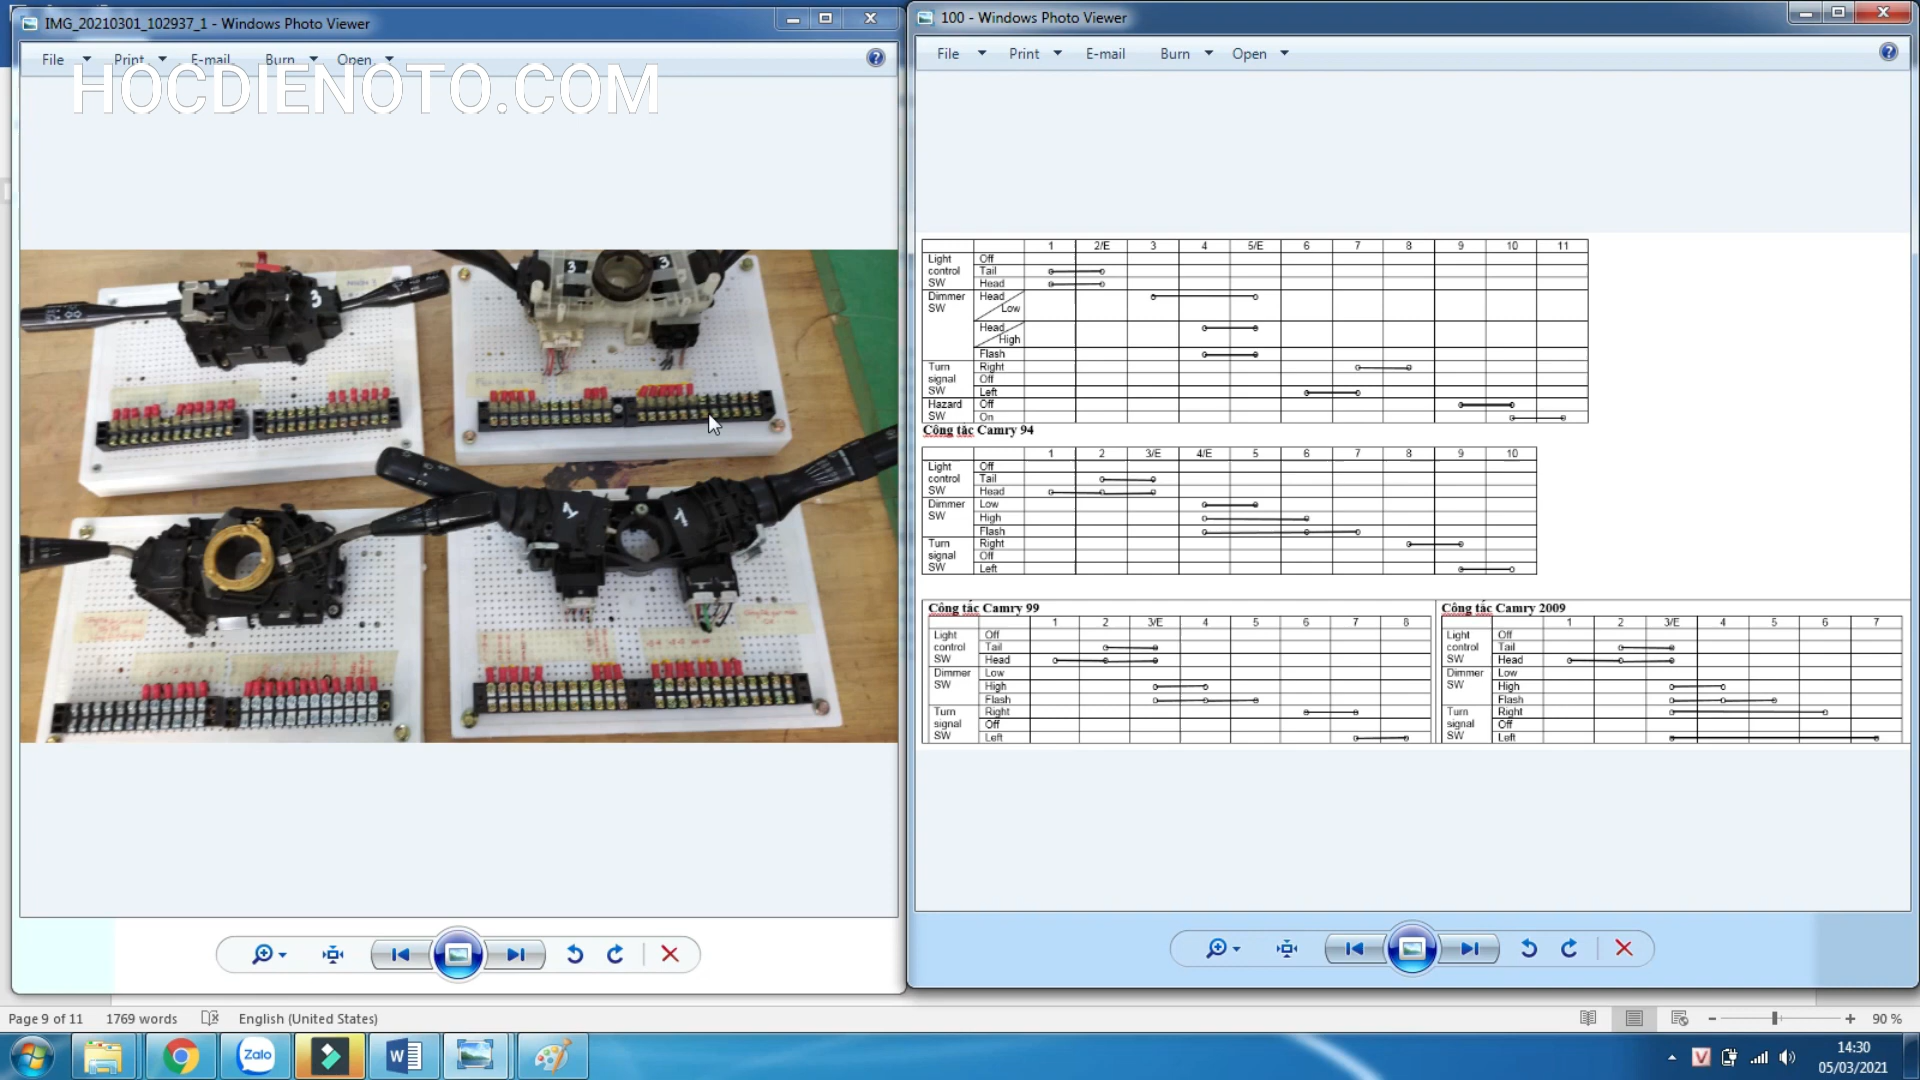 IMG_20210301_102937_1 - Windows Photo Viewer
File Print E-mail Burn Open
HOCDIENOTO.COM
3
3 3
1
100 - Windows Photo Viewer
File Print E-mail Burn Open
1 2/E 3 4 5/E 6 7 8 9 10 11
Light control SW Off
Tail
Head
Dimmer SW Head Low
Head High
Flash
Turn signal SW Right
Off
Left
Hazard SW Off
On
Công tắc Camry 94
1 2 3/E 4/E 5 6 7 8 9 10
Light control SW Off
Tail
Head
Dimmer SW Low
High
Flash
Turn signal SW Right
Off
Left
Công tắc Camry 99
1 2 3/E 4 5 6 7 8
Light control SW Off
Tail
Head
Dimmer SW Low
High
Flash
Turn signal SW Right
Off
Left
Công tắc Camry 2009
1 2 3/E 4 5 6 7
Light control SW Off
Tail
Head
Dimmer SW Low
High
Flash
Turn signal SW Right
Off
Left
Page 9 of 11 1769 words English (United States) 90 %
Zalo
W
V
14:30
05/03/2021